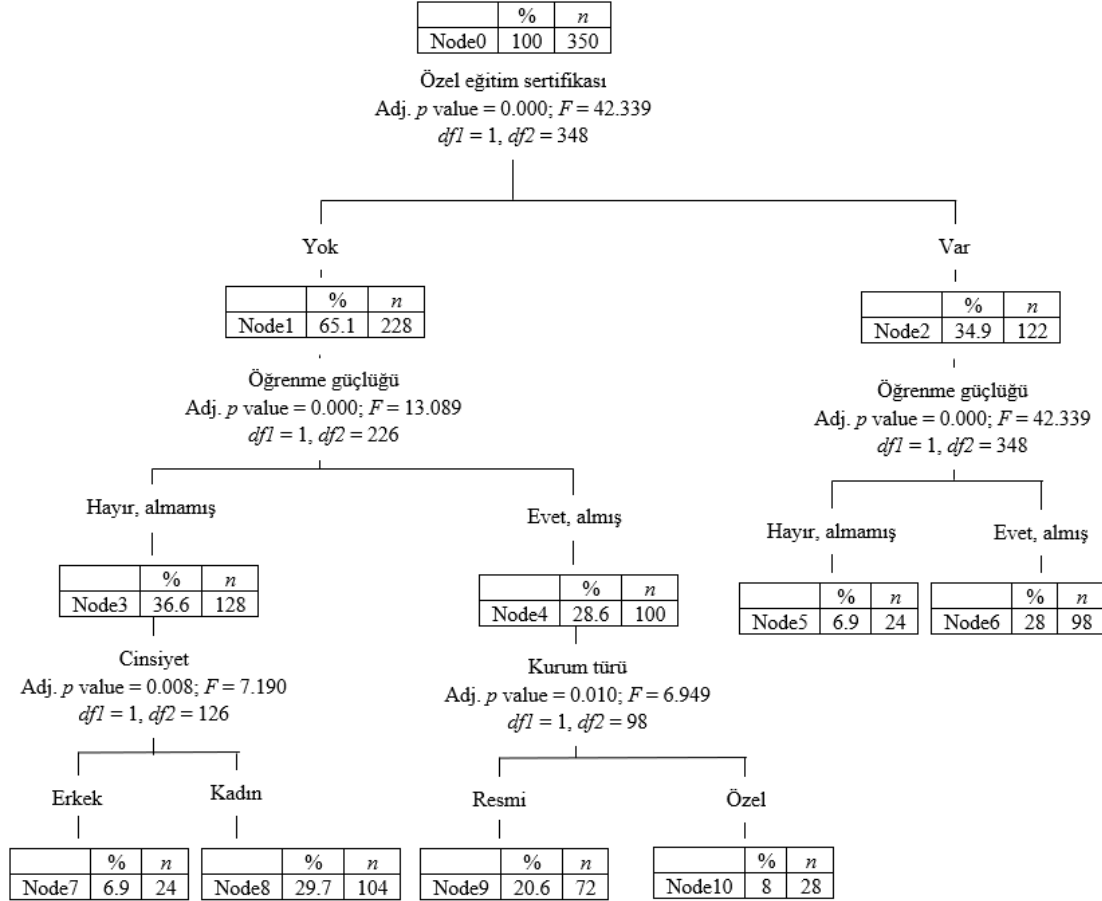 % n
Node0 100 350
Özel eğitim sertifikası
Adj. p value = 0.000; F = 42.339
df1 = 1, df2 = 348
Yok
% n
Node1 65.1 228
Öğrenme güçlüğü
Adj. p value = 0.000; F = 13.089
df1 = 1, df2 = 226
Hayır, almamış
% n
Node3 36.6 128
Cinsiyet
Adj. p value = 0.008; F = 7.190
df1 = 1, df2 = 126
Erkek
% n
Node7 6.9 24
Kadın
% n
Node8 29.7 104
Evet, almış
% n
Node4 28.6 100
Kurum türü
Adj. p value = 0.010; F = 6.949
df1 = 1, df2 = 98
Resmi
% n
Node9 20.6 72
Özel
% n
Node10 8 28
Var
% n
Node2 34.9 122
Öğrenme güçlüğü
Adj. p value = 0.000; F = 42.339
df1 = 1, df2 = 348
Hayır, almamış
% n
Node5 6.9 24
Evet, almış
% n
Node6 28 98